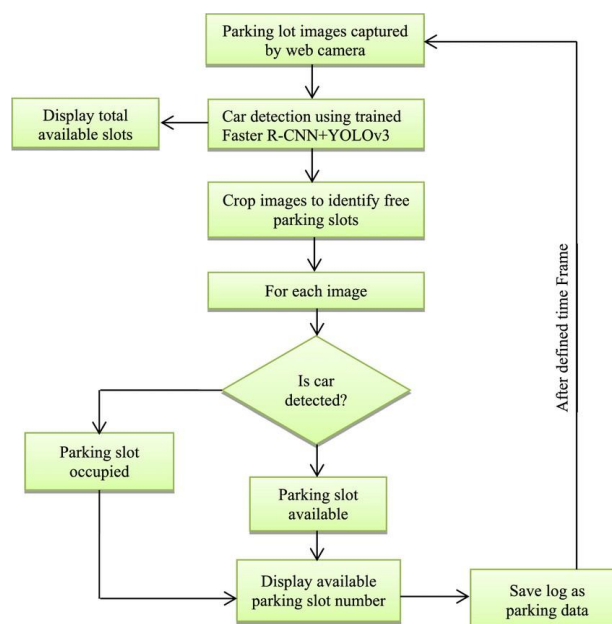 Parking lot images captured
by web camera
Display total
available slots
Car detection using trained
Faster R-CNN+YOLOv3
Crop images to identify free
parking slots
For each image
Is car
detected?
Parking slot
occupied
Parking slot
available
Display available
parking slot number
Save log as
parking data
After defined time Frame